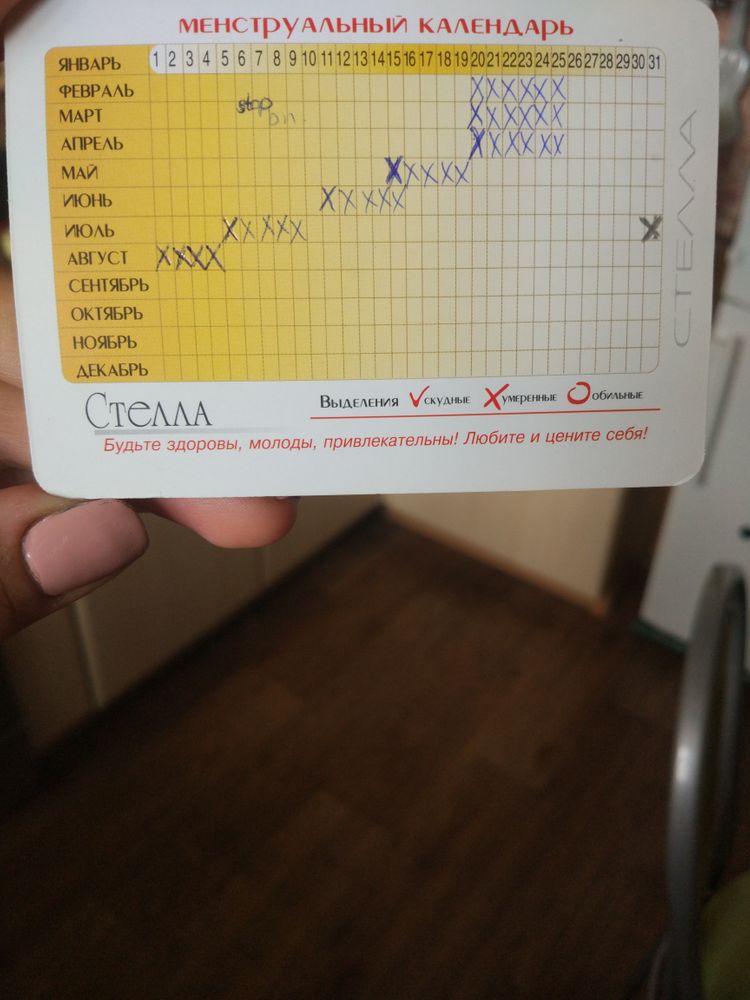 МЕНСТРУАЛЬНЫЙ КАЛЕНДАРЬ
ЯНВАРЬ 1 2 3 4 5 6 7 8 9 10 11 12 13 14 15 16 17 18 19 20 21 22 23 24 25 26 27 28 29 30 31
ФЕВРАЛЬ X X X X X X
МАРТ stop X X X X X X
АПРЕЛЬ X X X X X X
МАЙ X X X X X
ИЮНЬ X X X X X
ИЮЛЬ X X X X X X
АВГУСТ X X X X
СЕНТЯБРЬ
ОКТЯБРЬ
НОЯБРЬ
ДЕКАБРЬ
СТЕЛЛА
СТЕЛЛА
ВЫДЕЛЕНИЯ СКУДНЫЕ УМЕРЕННЫЕ ОБИЛЬНЫЕ
Будьте здоровы, молоды, привлекательны! Любите и цените себя!